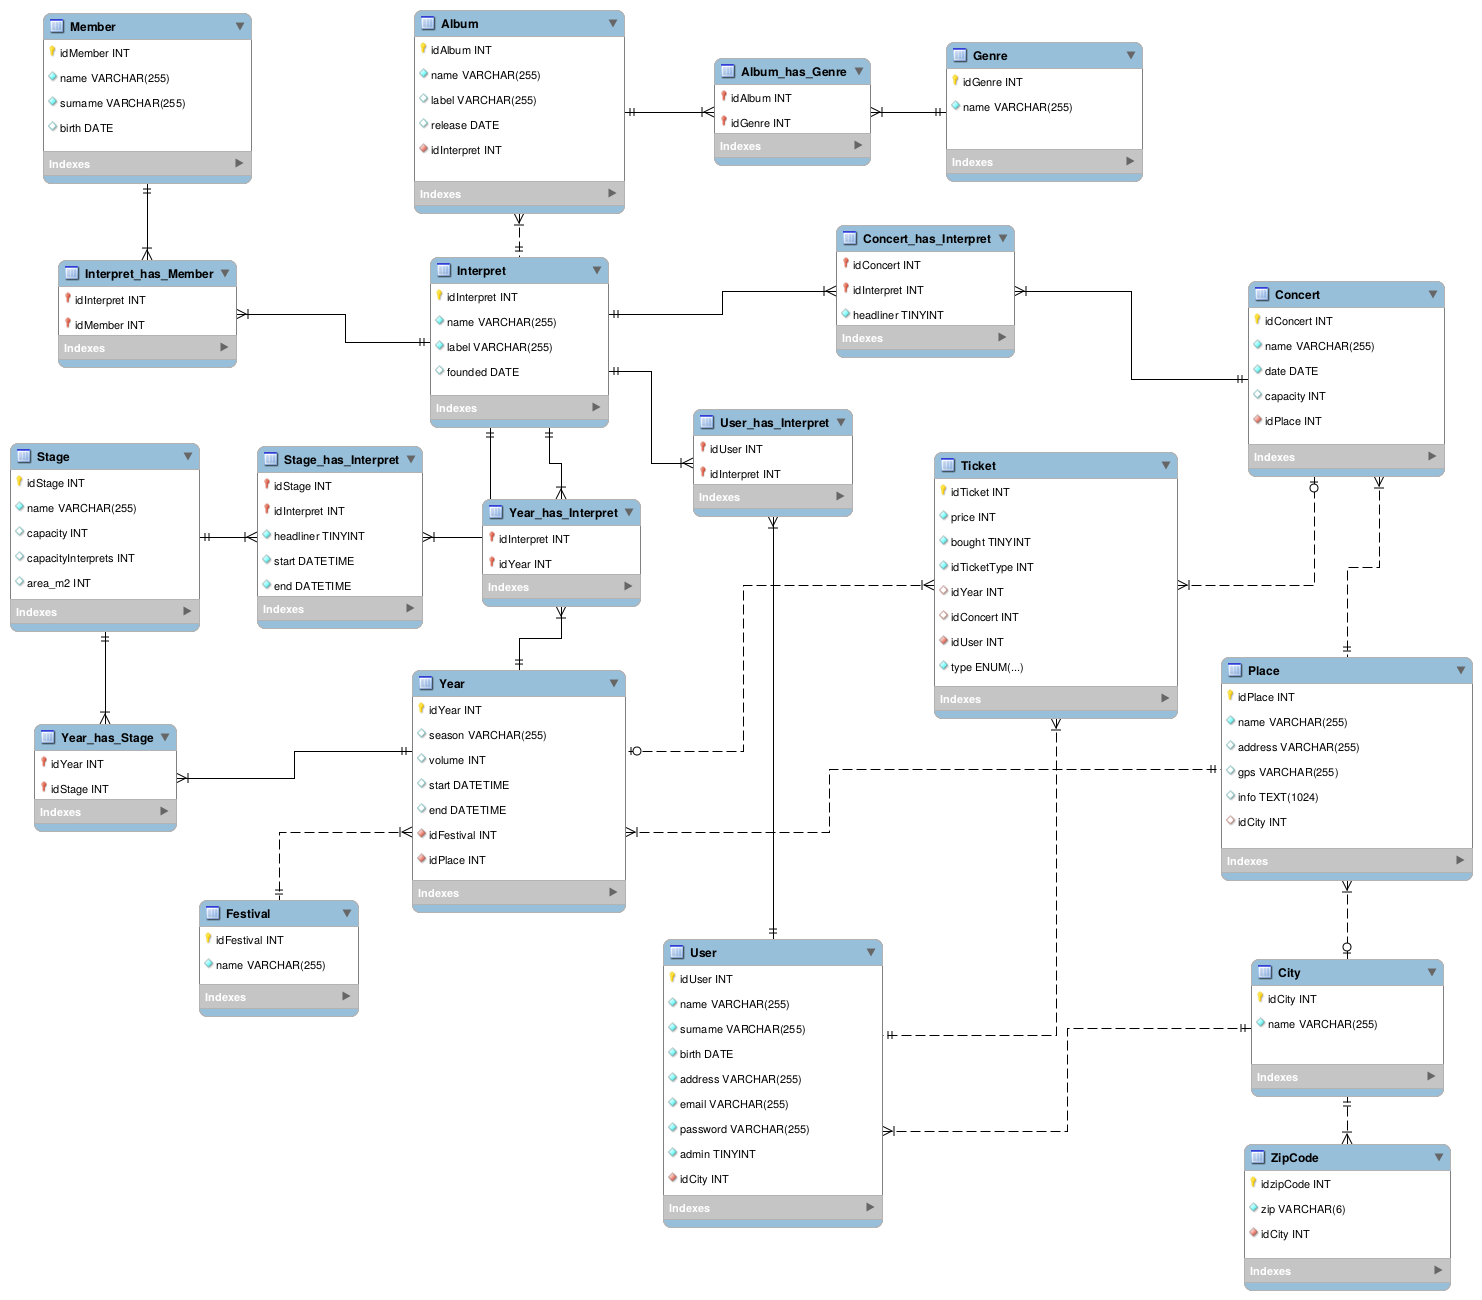 Member
idMember INT
name VARCHAR(255)
surname VARCHAR(255)
birth DATE
Indexes
Album
idAlbum INT
name VARCHAR(255)
label VARCHAR(255)
release DATE
idInterpret INT
Indexes
Album_has_Genre
idAlbum INT
idGenre INT
Indexes
Genre
idGenre INT
name VARCHAR(255)
Indexes
Interpret_has_Member
idInterpret INT
idMember INT
Indexes
Interpret
idInterpret INT
name VARCHAR(255)
label VARCHAR(255)
founded DATE
Indexes
Concert_has_Interpret
idConcert INT
idInterpret INT
headliner TINYINT
Indexes
Concert
idConcert INT
name VARCHAR(255)
date DATE
capacity INT
idPlace INT
Indexes
Stage
idStage INT
name VARCHAR(255)
capacity INT
capacityInterprets INT
area_m2 INT
Indexes
Stage_has_Interpret
idStage INT
idInterpret INT
headliner TINYINT
start DATETIME
end DATETIME
Indexes
Year_has_Interpret
idInterpret INT
idYear INT
Indexes
User_has_Interpret
idUser INT
idInterpret INT
Indexes
Ticket
idTicket INT
price INT
bought TINYINT
idTicketType INT
idYear INT
idConcert INT
idUser INT
type ENUM(...)
Indexes
Year_has_Stage
idYear INT
idStage INT
Indexes
Year
idYear INT
season VARCHAR(255)
volume INT
start DATETIME
end DATETIME
idFestival INT
idPlace INT
Indexes
Place
idPlace INT
name VARCHAR(255)
address VARCHAR(255)
gps VARCHAR(255)
info TEXT(1024)
idCity INT
Indexes
Festival
idFestival INT
name VARCHAR(255)
Indexes
User
idUser INT
name VARCHAR(255)
surname VARCHAR(255)
birth DATE
address VARCHAR(255)
email VARCHAR(255)
password VARCHAR(255)
admin TINYINT
idCity INT
Indexes
City
idCity INT
name VARCHAR(255)
Indexes
ZipCode
idzipCode INT
zip VARCHAR(6)
idCity INT
Indexes